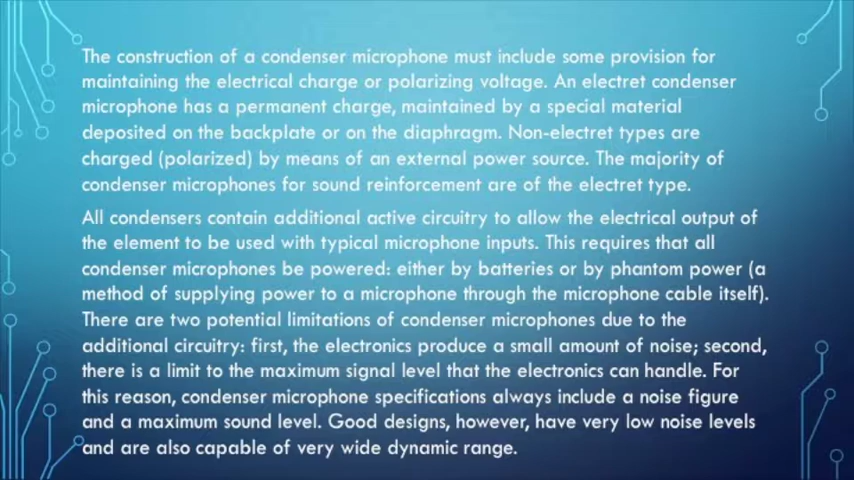 The construction of a condenser microphone must include some provision for
maintaining the electrical charge or polarizing voltage. An electret condenser
microphone has a permanent charge, maintained by a special material
deposited on the backplate or on the diaphragm. Non-electret types are
charged (polarized) by means of an external power source. The majority of
condenser microphones for sound reinforcement are of the electret type.
All condensers contain additional active circuitry to allow the electrical output of
the element to be used with typical microphone inputs. This requires that all
condenser microphones be powered: either by batteries or by phantom power (a
method of supplying power to a microphone through the microphone cable itself).
There are two potential limitations of condenser microphones due to the
additional circuitry: first, the electronics produce a small amount of noise; second,
there is a limit to the maximum signal level that the electronics can handle. For
this reason, condenser microphone specifications always include a noise figure
and a maximum sound level. Good designs, however, have very low noise levels
and are also capable of very wide dynamic range.